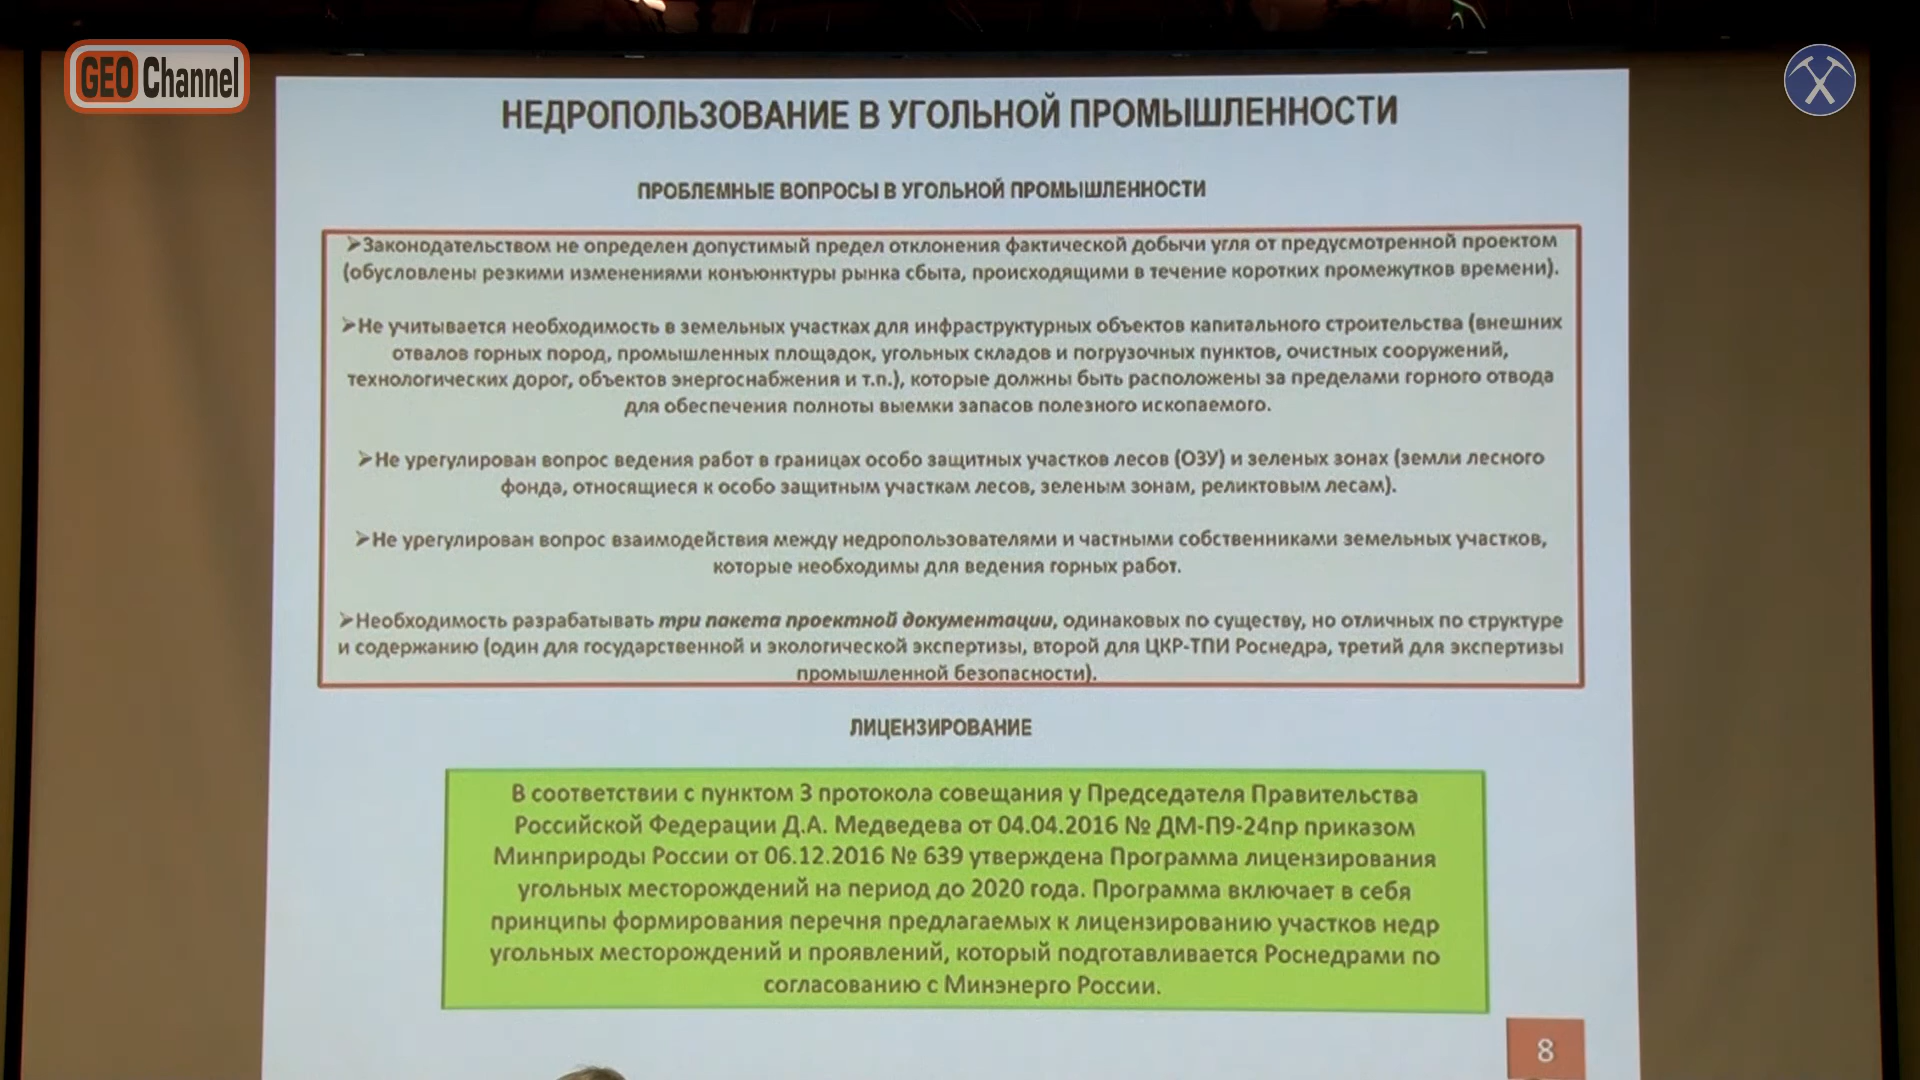 GEO Channel
НЕДРОПОЛЬЗОВАНИЕ В УГОЛЬНОЙ ПРОМЫШЛЕННОСТИ
ПРОБЛЕМНЫЕ ВОПРОСЫ В УГОЛЬНОЙ ПРОМЫШЛЕННОСТИ
➢Законодательством не определен допустимый предел отклонения фактической добычи угля от предусмотренной проектом
(обусловлены резкими изменениями конъюнктуры рынка сбыта, происходящими в течение коротких промежутков времени).
➢Не учитывается необходимость в земельных участках для инфраструктурных объектов капитального строительства (внешних
отвалов горных пород, промышленных площадок, угольных складов и погрузочных пунктов, очистных сооружений,
технологических дорог, объектов энергоснабжения и т.п.), которые должны быть расположены за пределами горного отвода
для обеспечения полноты выемки запасов полезного ископаемого.
➢Не урегулирован вопрос ведения работ в границах особо защитных участков лесов (ОЗУ) и зеленых зонах (земли лесного
фонда, относящиеся к особо защитным участкам лесов, зеленым зонам, реликтовым лесам).
➢Не урегулирован вопрос взаимодействия между недропользователями и частными собственниками земельных участков,
которые необходимы для ведения горных работ.
➢Необходимость разрабатывать три пакета проектной документации, одинаковых по существу, но отличных по структуре
и содержанию (один для государственной и экологической экспертизы, второй для ЦКР-ТПИ Роснедра, третий для экспертизы
промышленной безопасности).
ЛИЦЕНЗИРОВАНИЕ
В соответствии с пунктом 3 протокола совещания у Председателя Правительства
Российской Федерации Д.А. Медведева от 04.04.2016 № ДМ-П9-24пр приказом
Минприроды России от 06.12.2016 № 639 утверждена Программа лицензирования
угольных месторождений на период до 2020 года. Программа включает в себя
принципы формирования перечня предлагаемых к лицензированию участков недр
угольных месторождений и проявлений, который подготавливается Роснедрами по
согласованию с Минэнерго России.
8